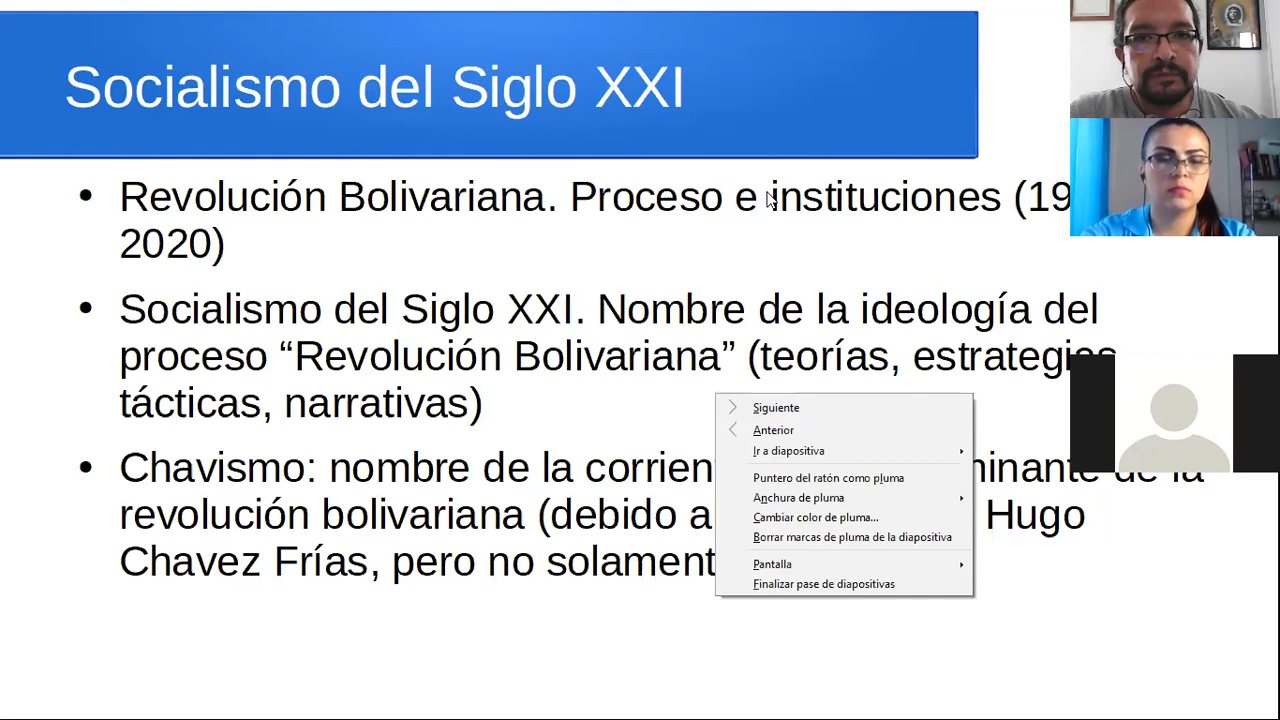 Socialismo del Siglo XXI
• Revolución Bolivariana. Proceso e instituciones (19
2020)
• Socialismo del Siglo XXI. Nombre de la ideología del
proceso “Revolución Bolivariana” (teorías, estrategias
tácticas, narrativas)
• Chavismo: nombre de la de la
revolución bolivariana (debido a Hugo
Chavez Frías, pero no
Siguiente
Anterior
Ir a diapositiva
Puntero del ratón como pluma
Anchura de pluma
Cambiar color de pluma...
Borrar marcas de pluma de la diapositiva
Pantalla
Finalizar pase de diapositivas